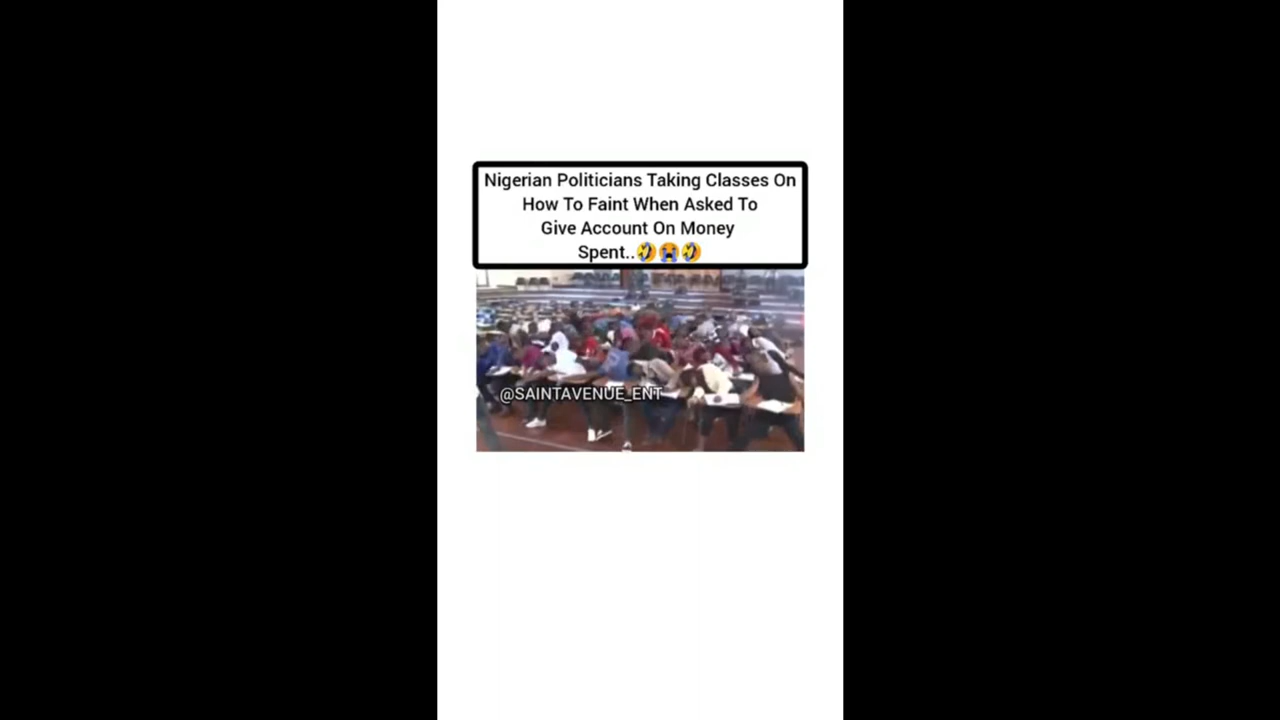 Nigerian Politicians Taking Classes On
How To Faint When Asked To
Give Account On Money
Spent..🤣😭🤣
@SAINTAVENUE_ENT